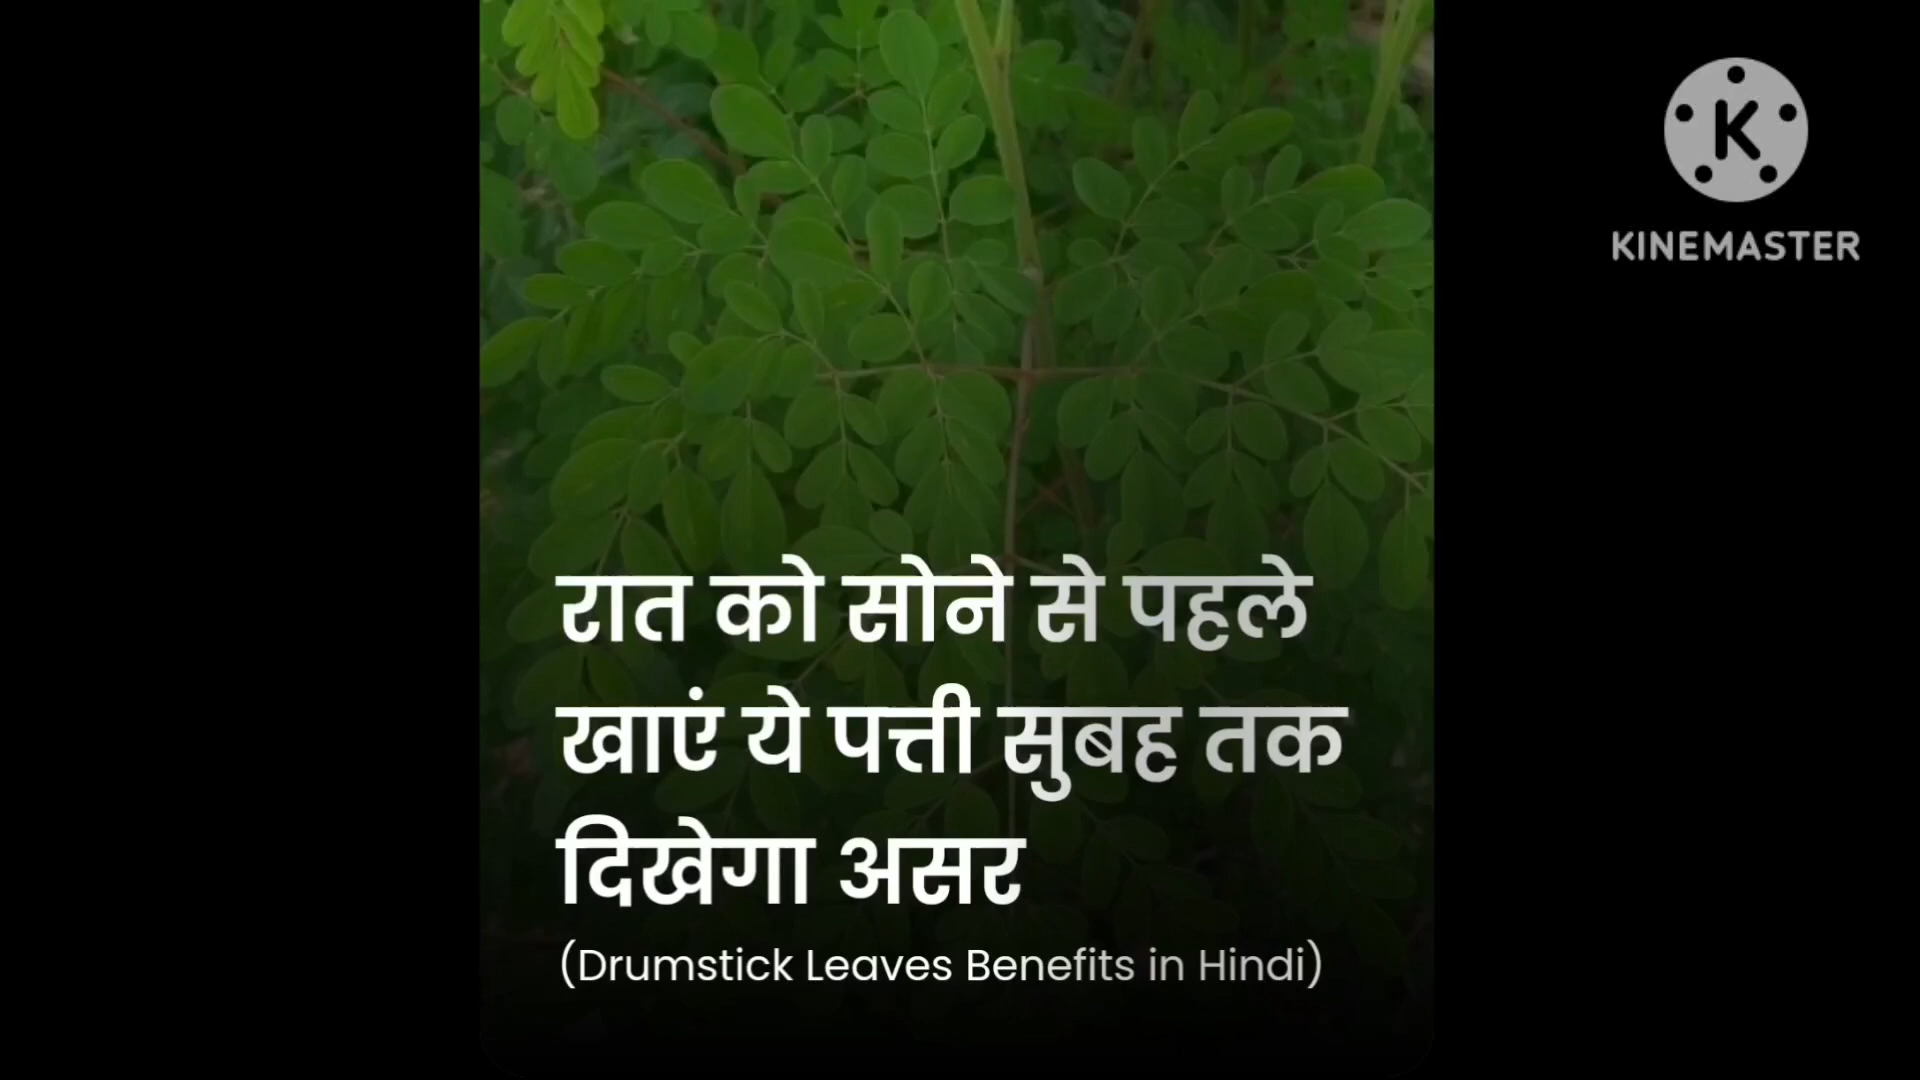 रात को सोने से पहले
खाएं ये पत्ती सुबह तक
दिखेगा असर
(Drumstick Leaves Benefits in Hindi)
K
KINEMASTER